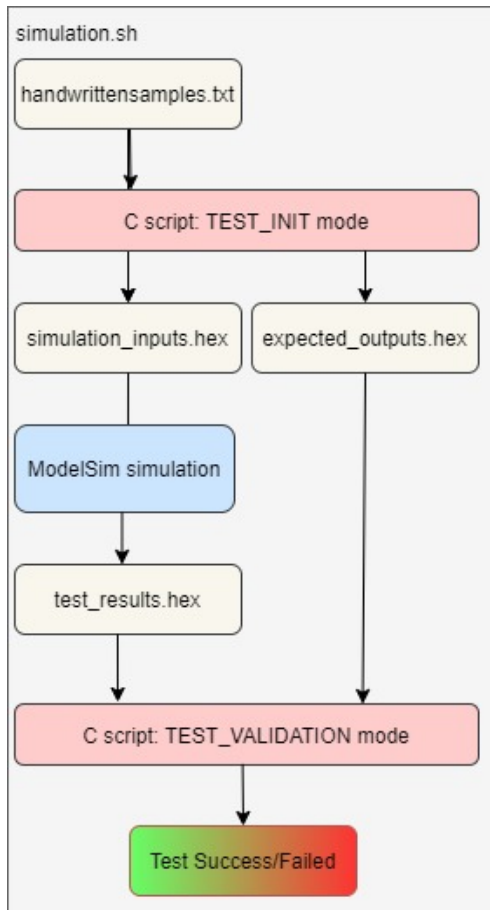 simulation.sh
handwrittensamples.txt
C script: TEST_INIT mode
simulation_inputs.hex
expected_outputs.hex
ModelSim simulation
test_results.hex
C script: TEST_VALIDATION mode
Test Success/Failed